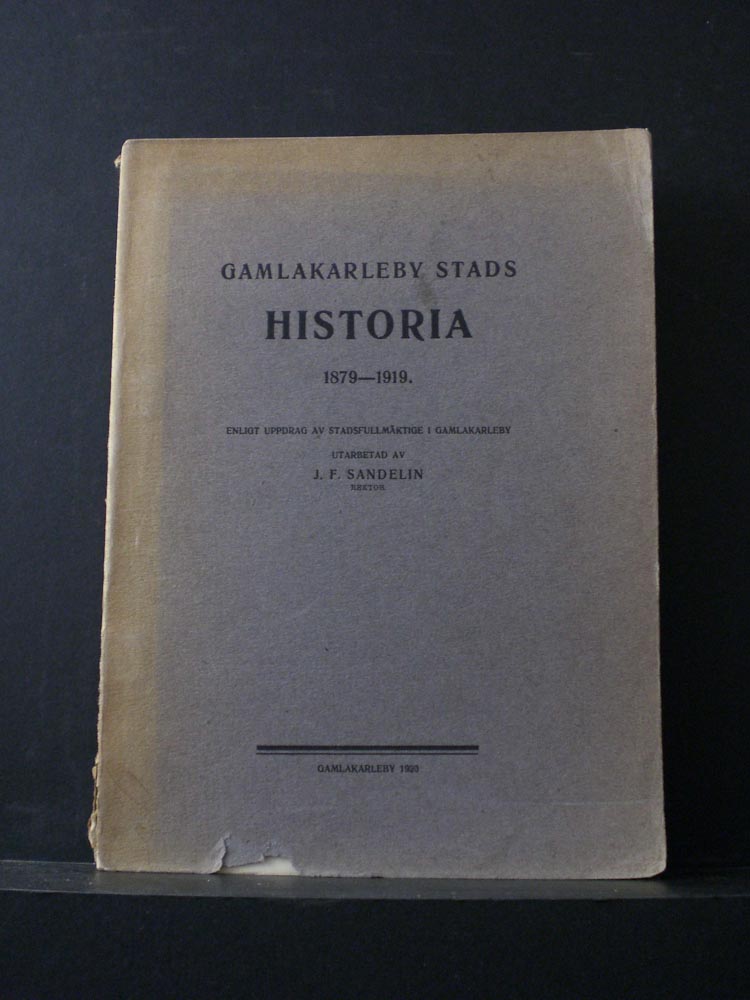 GAMLAKARLEBY STADS
HISTORIA
1879—1919.
ENLIGT UPPDRAG AV STADSFULLMÄKTIGE I GAMLAKARLEBY
UTARBETAD AV
J. F. SANDELIN
REKTOR
GAMLAKARLEBY 1920